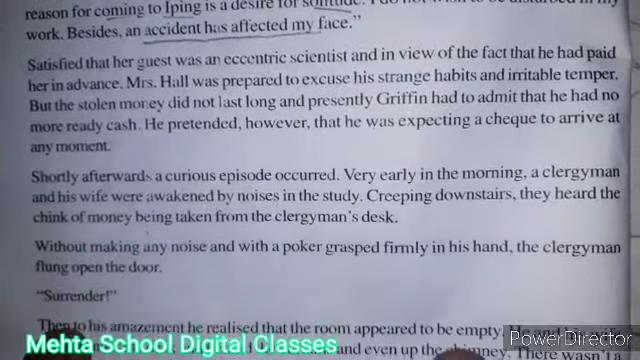 reason for coming to Iping is a desire for solitude. I do not wish to be disturbed in my
work. Besides, an accident has affected my face."
Satisfied that her guest was an eccentric scientist and in view of the fact that he had paid
her in advance, Mrs. Hall was prepared to excuse his strange habits and irritable temper.
But the stolen money did not last long and presently Griffin had to admit that he had no
more ready cash. He pretended, however, that he was expecting a cheque to arrive at
any moment.
Shortly afterwards a curious episode occurred. Very early in the morning, a clergyman
and his wife were awakened by noises in the study. Creeping downstairs, they heard the
chink of money being taken from the clergyman's desk.
Without making any noise and with a poker grasped firmly in his hand, the clergyman
flung open the door.
"Surrender!"
Then to his amazement he realised that the room appeared to be empty. He and his wife
and even up the chimney. There wasn't a
Mehta School Digital Classes
PowerDirector